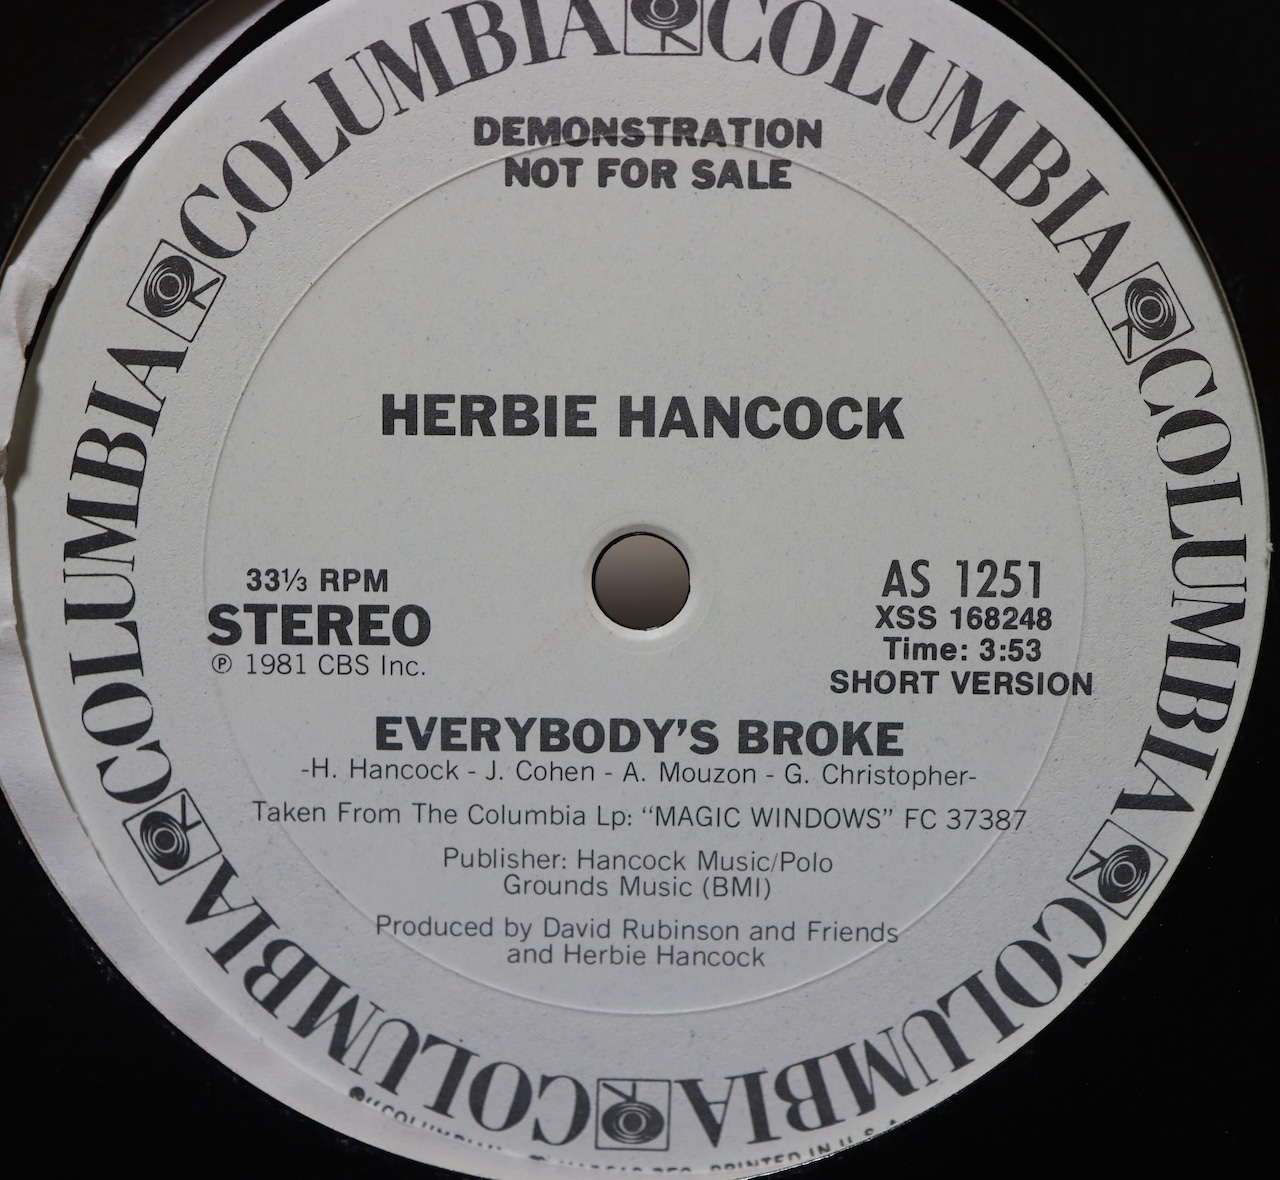 COLUMBIA COLUMBIA COLUMBIA COLUMBIA COLUMBIA COLUMBIA
DEMONSTRATION
NOT FOR SALE
HERBIE HANCOCK
33⅓ RPM
STEREO
℗ 1981 CBS Inc.
AS 1251
XSS 168248
Time: 3:53
SHORT VERSION
EVERYBODY'S BROKE
-H. Hancock - J. Cohen - A. Mouzon - G. Christopher-
Taken From The Columbia Lp: “MAGIC WINDOWS” FC 37387
Publisher: Hancock Music/Polo
Grounds Music (BMI)
Produced by David Rubinson and Friends
and Herbie Hancock
PRINTED IN U.S.A.